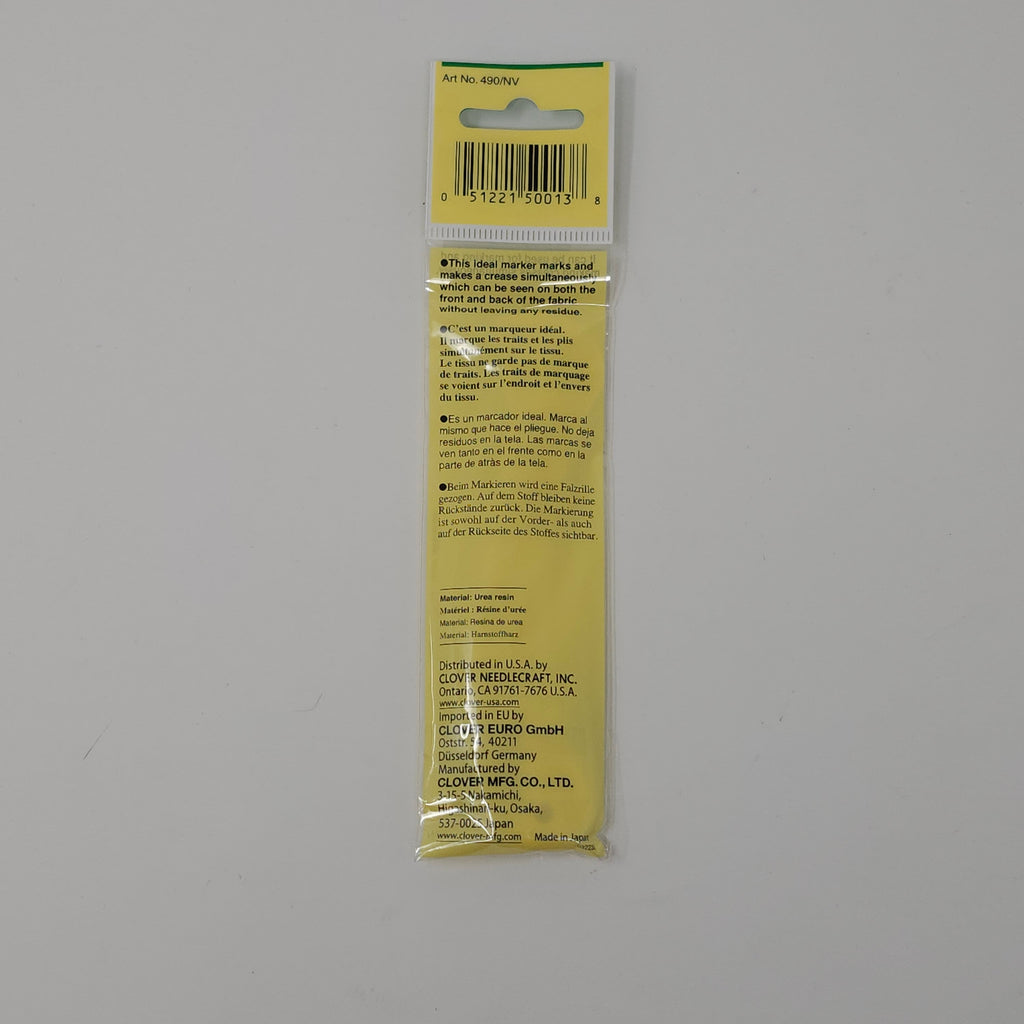 Art No. 490/NV
0 51221 50013 8
●This ideal marker marks and
makes a crease simultaneously
which can be seen on both the
front and back of the fabric
without leaving any residue.
●C'est un marqueur idéal.
Il marque les traits et les plis
simultanément sur le tissu.
Le tissu ne garde pas de marque
de traits. Les traits de marquage
se voient sur l'endroit et l'envers
du tissu.
●Es un marcador ideal. Marca al
mismo que hace el pliegue. No deja
residuos en la tela. Las marcas se
ven tanto en el frente como en la
parte de atràs de la tela.
●Beim Markieren wird eine Falzrille
gezogen. Auf dem Stoff bleiben keine
Rückstände zurück. Die Markierung
ist sowohl auf der Vorder- als auch
auf der Rückseite des Stoffes sichtbar.
Material: Urea resin
Matériel : Résine d'urée
Material: Resina de urea
Material: Harnstoffharz
Distributed in U.S.A. by
CLOVER NEEDLECRAFT, INC.
Ontario, CA 91761-7676 U.S.A.
www.clover-usa.com
Imported in EU by
CLOVER EURO GmbH
Oststr. 54, 40211
Düsseldorf Germany
Manufactured by
CLOVER MFG. CO., LTD.
3-15-5 Nakamichi,
Higashinari-ku, Osaka,
537-0025 Japan
www.clover-mfg.com Made in Japan